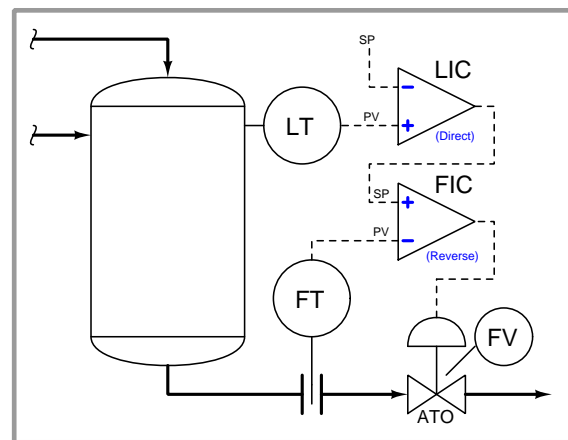 SP
LIC
−
LT
PV
+
(Direct)
FIC
SP
+
PV
−
(Reverse)
FT
FV
ATO